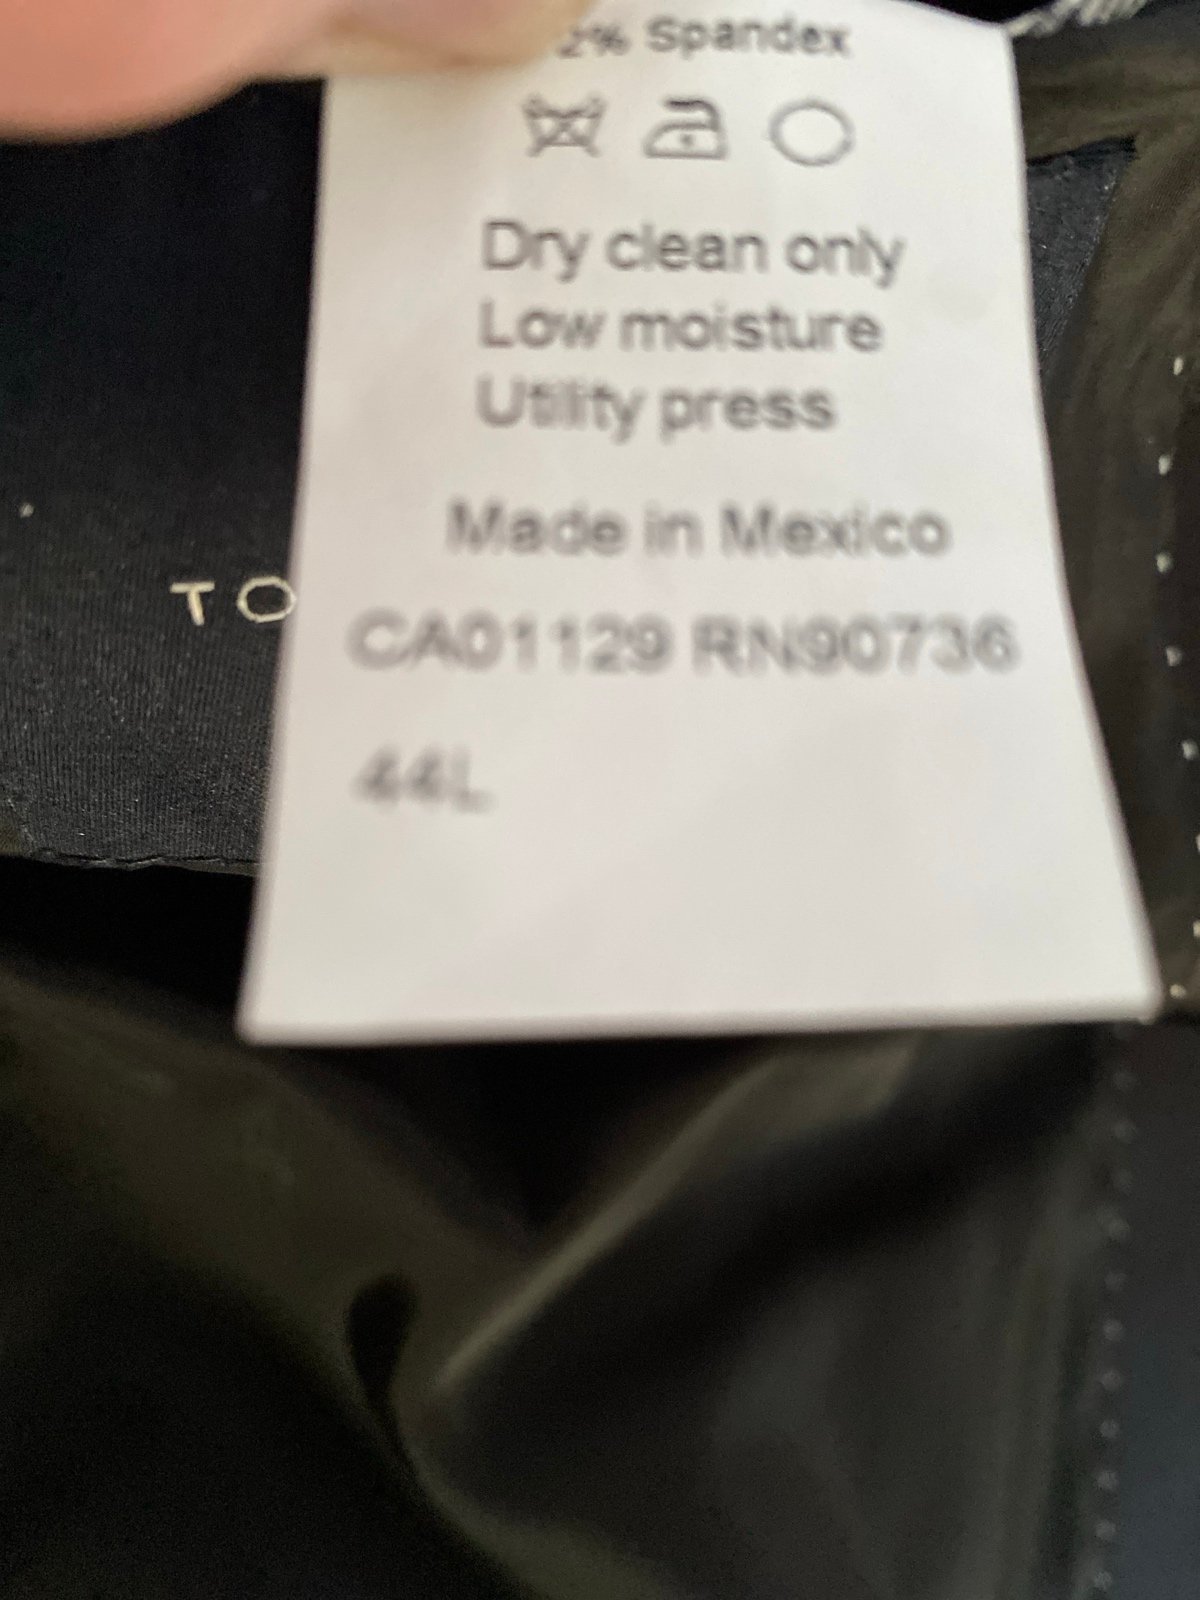 2% Spandex
Dry clean only
Low moisture
Utility press
Made in Mexico
TO
CA01129 RN90736
44L